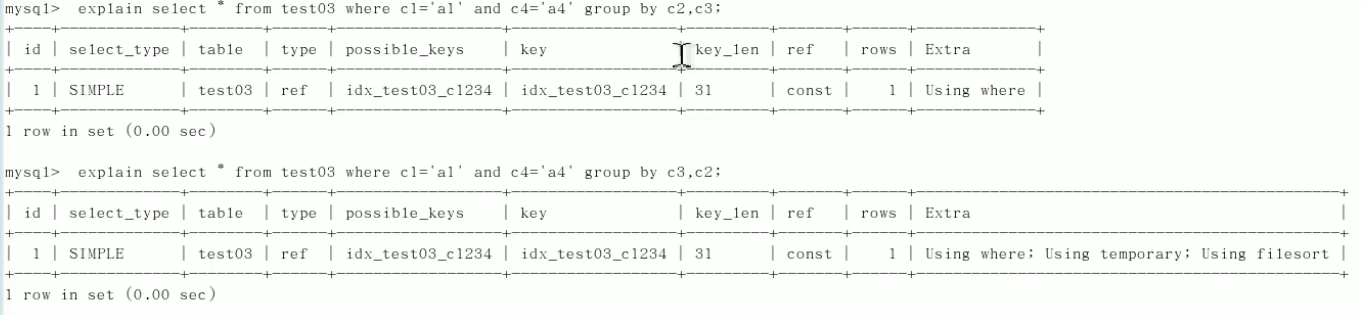 mysql>  explain select * from test03 where c1='a1' and c4='a4' group by c2,c3;
+----+-------------+--------+------+-----------------+-----------------+---------+-------+------+-------------+
| id | select_type | table  | type | possible_keys   | key             | key_len | ref   | rows | Extra       |
+----+-------------+--------+------+-----------------+-----------------+---------+-------+------+-------------+
|  1 | SIMPLE      | test03 | ref  | idx_test03_c1234 | idx_test03_c1234 | 31      | const |    1 | Using where |
+----+-------------+--------+------+-----------------+-----------------+---------+-------+------+-------------+
1 row in set (0.00 sec)
mysql>  explain select * from test03 where c1='a1' and c4='a4' group by c3,c2;
+----+-------------+--------+------+-----------------+-----------------+---------+-------+------+----------------------------------------------+
| id | select_type | table  | type | possible_keys   | key             | key_len | ref   | rows | Extra                                        |
+----+-------------+--------+------+-----------------+-----------------+---------+-------+------+----------------------------------------------+
|  1 | SIMPLE      | test03 | ref  | idx_test03_c1234 | idx_test03_c1234 | 31      | const |    1 | Using where; Using temporary; Using filesort |
+----+-------------+--------+------+-----------------+-----------------+---------+-------+------+----------------------------------------------+
1 row in set (0.00 sec)